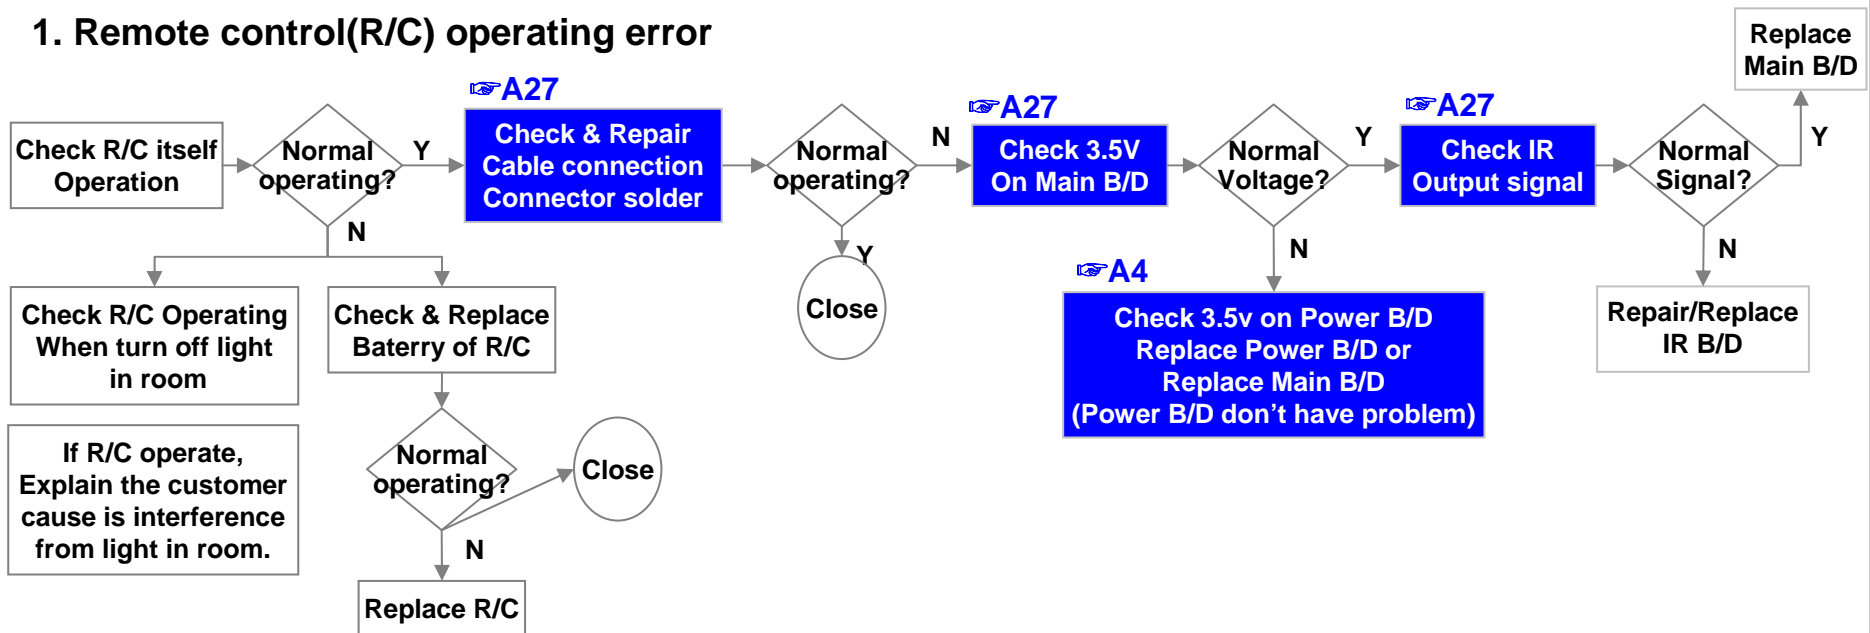 1. Remote control(R/C) operating error
Replace
Main B/D
☞A27
☞A27
☞A27
Check R/C itself
Operation
Normal
operating?
Y
Check & Repair
Cable connection
Connector solder
Normal
operating?
N
Check 3.5V
On Main B/D
Normal
Voltage?
Y
Check IR
Output signal
Normal
Signal?
Y
N
Y
Close
N
N
☞A4
Check R/C Operating
When turn off light
in room
Check & Replace
Baterry of R/C
Check 3.5v on Power B/D
Replace Power B/D or
Replace Main B/D
(Power B/D don’t have problem)
Repair/Replace
IR B/D
If R/C operate,
Explain the customer
cause is interference
from light in room.
Normal
operating?
Close
N
Replace R/C